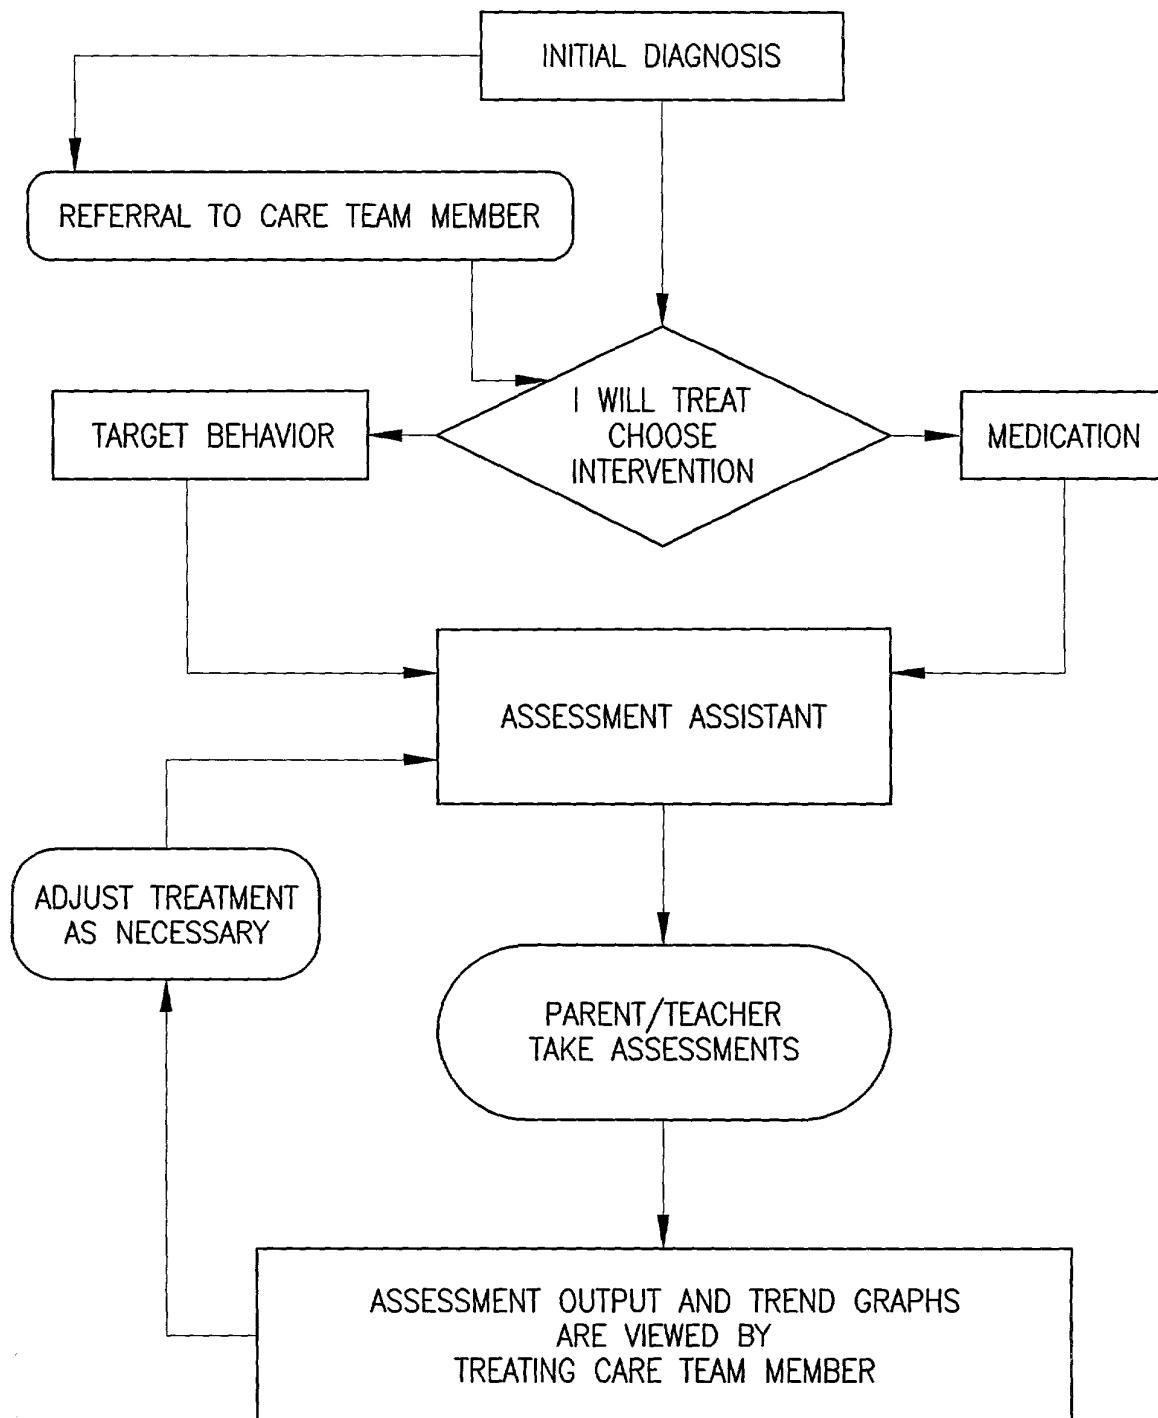 INITIAL DIAGNOSIS
REFERRAL TO CARE TEAM MEMBER
I WILL TREAT
CHOOSE
INTERVENTION
TARGET BEHAVIOR
MEDICATION
ASSESSMENT ASSISTANT
ADJUST TREATMENT
AS NECESSARY
PARENT/TEACHER
TAKE ASSESSMENTS
ASSESSMENT OUTPUT AND TREND GRAPHS
ARE VIEWED BY
TREATING CARE TEAM MEMBER